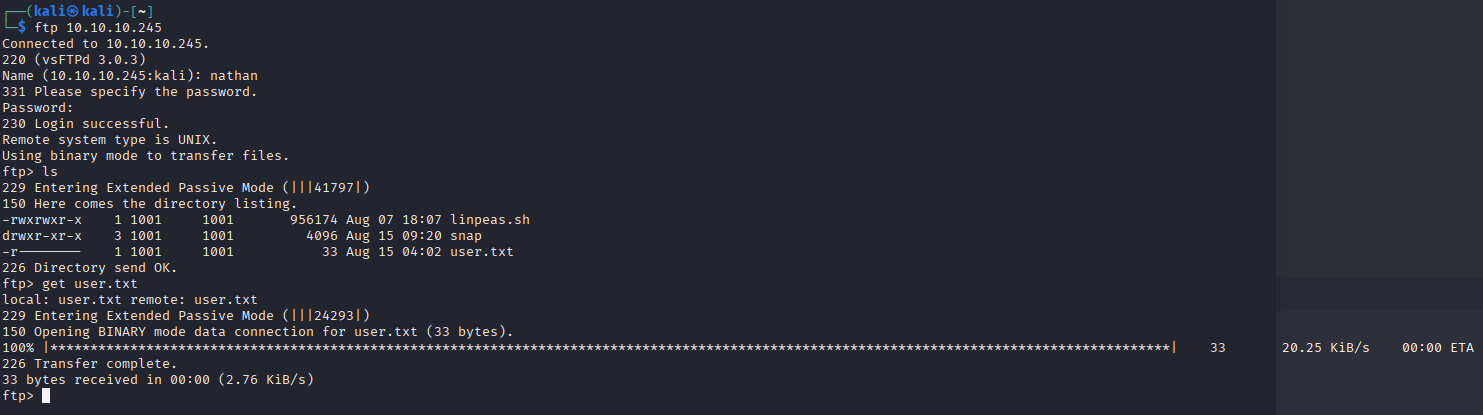 ┌──(kali㉿kali)-[~]
└─$ ftp 10.10.10.245
Connected to 10.10.10.245.
220 (vsFTPd 3.0.3)
Name (10.10.10.245:kali): nathan
331 Please specify the password.
Password:
230 Login successful.
Remote system type is UNIX.
Using binary mode to transfer files.
ftp> ls
229 Entering Extended Passive Mode (|||41797|)
150 Here comes the directory listing.
-rwxrwxr-x    1 1001     1001       956174 Aug 07 18:07 linpeas.sh
drwxr-xr-x    3 1001     1001         4096 Aug 15 09:20 snap
-r--------    1 1001     1001           33 Aug 15 04:02 user.txt
226 Directory send OK.
ftp> get user.txt
local: user.txt remote: user.txt
229 Entering Extended Passive Mode (|||24293|)
150 Opening BINARY mode data connection for user.txt (33 bytes).
100% |********************************************************************************************************************************************|    33       20.25 KiB/s    00:00 ETA
226 Transfer complete.
33 bytes received in 00:00 (2.76 KiB/s)
ftp>